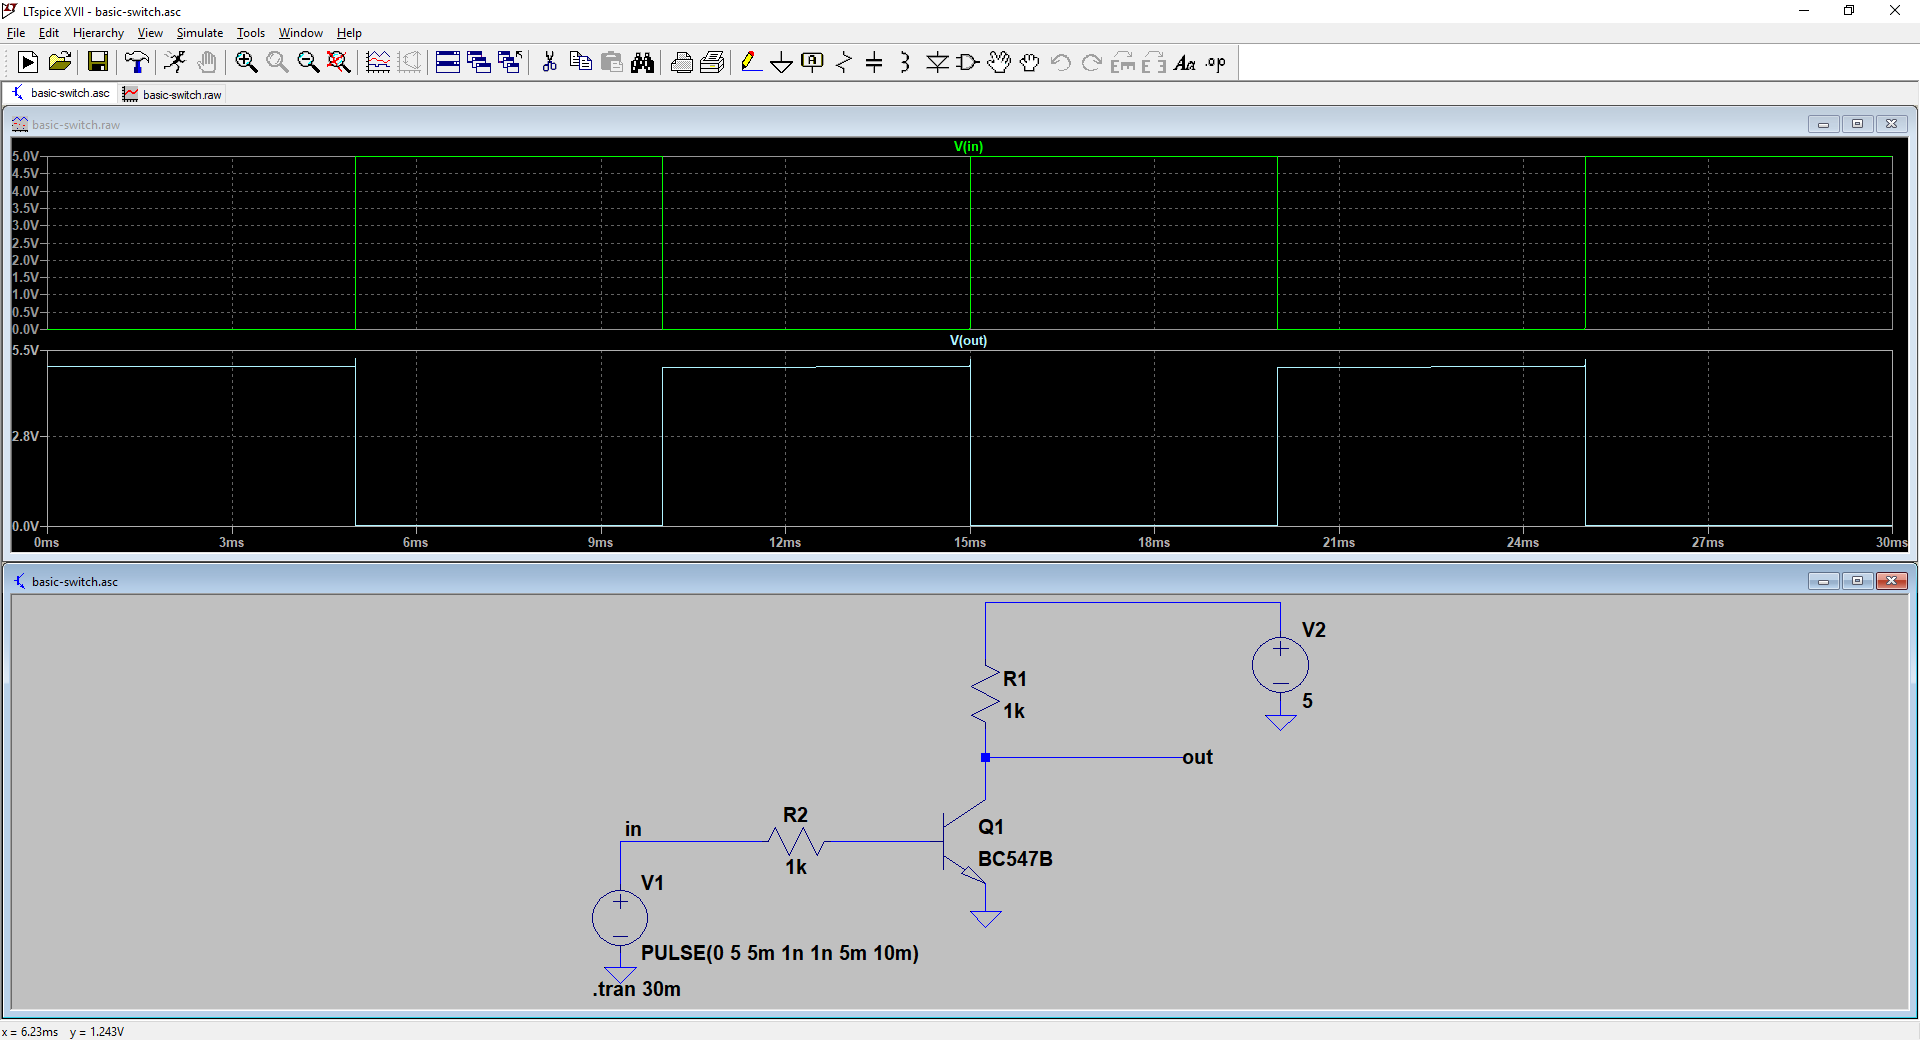 LTspice XVII - basic-switch.asc
File Edit Hierarchy View Simulate Tools Window Help
A Aa .op
basic-switch.asc basic-switch.raw
basic-switch.raw
V(in)
5.0V
4.5V
4.0V
3.5V
3.0V
2.5V
2.0V
1.5V
1.0V
0.5V
0.0V
V(out)
5.5V
2.8V
0.0V
0ms 3ms 6ms 9ms 12ms 15ms 18ms 21ms 24ms 27ms 30ms
basic-switch.asc
V2
5
R1
1k
out
R2
1k
in
Q1
BC547B
V1
PULSE(0 5 5m 1n 1n 5m 10m)
.tran 30m
x = 6.23ms y = 1.243V